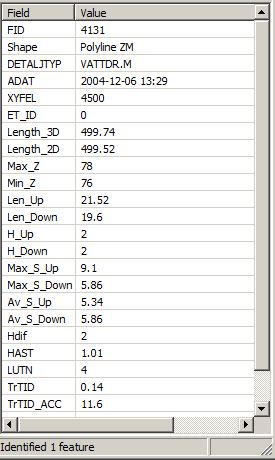 Field Value
FID 4131
Shape Polyline ZM
DETALJTYP VATTDR.M
ADAT 2004-12-06 13:29
XYFEL 4500
ET_ID 0
Length_3D 499.74
Length_2D 499.52
Max_Z 78
Min_Z 76
Len_Up 21.52
Len_Down 19.6
H_Up 2
H_Down 2
Max_S_Up 9.1
Max_S_Down 5.86
Av_S_Up 5.34
Av_S_Down 5.86
Hdif 2
HAST 1.01
LUTN 4
TrTID 0.14
TrTID_ACC 11.6
Identified 1 feature